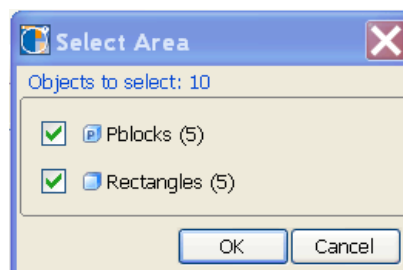 Select Area
Objects to select: 10
P Pblocks (5)
Rectangles (5)
OK Cancel